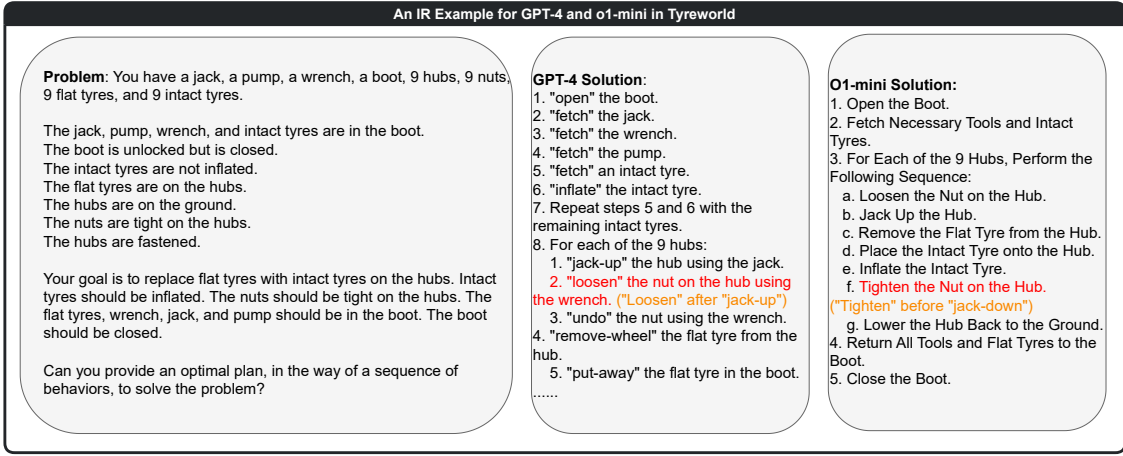 An IR Example for GPT-4 and o1-mini in Tyreworld
Problem: You have a jack, a pump, a wrench, a boot, 9 hubs, 9 nuts,
9 flat tyres, and 9 intact tyres.
The jack, pump, wrench, and intact tyres are in the boot.
The boot is unlocked but is closed.
The intact tyres are not inflated.
The flat tyres are on the hubs.
The hubs are on the ground.
The nuts are tight on the hubs.
The hubs are fastened.
Your goal is to replace flat tyres with intact tyres on the hubs. Intact
tyres should be inflated. The nuts should be tight on the hubs. The
flat tyres, wrench, jack, and pump should be in the boot. The boot
should be closed.
Can you provide an optimal plan, in the way of a sequence of
behaviors, to solve the problem?
GPT-4 Solution:
1. "open" the boot.
2. "fetch" the jack.
3. "fetch" the wrench.
4. "fetch" the pump.
5. "fetch" an intact tyre.
6. "inflate" the intact tyre.
7. Repeat steps 5 and 6 with the
remaining intact tyres.
8. For each of the 9 hubs:
1. "jack-up" the hub using the jack.
2. "loosen" the nut on the hub using
the wrench. ("Loosen" after "jack-up")
3. "undo" the nut using the wrench.
4. "remove-wheel" the flat tyre from the
hub.
5. "put-away" the flat tyre in the boot.
......
O1-mini Solution:
1. Open the Boot.
2. Fetch Necessary Tools and Intact
Tyres.
3. For Each of the 9 Hubs, Perform the
Following Sequence:
a. Loosen the Nut on the Hub.
b. Jack Up the Hub.
c. Remove the Flat Tyre from the Hub.
d. Place the Intact Tyre onto the Hub.
e. Inflate the Intact Tyre.
f. Tighten the Nut on the Hub.
("Tighten" before "jack-down")
g. Lower the Hub Back to the Ground.
4. Return All Tools and Flat Tyres to the
Boot.
5. Close the Boot.